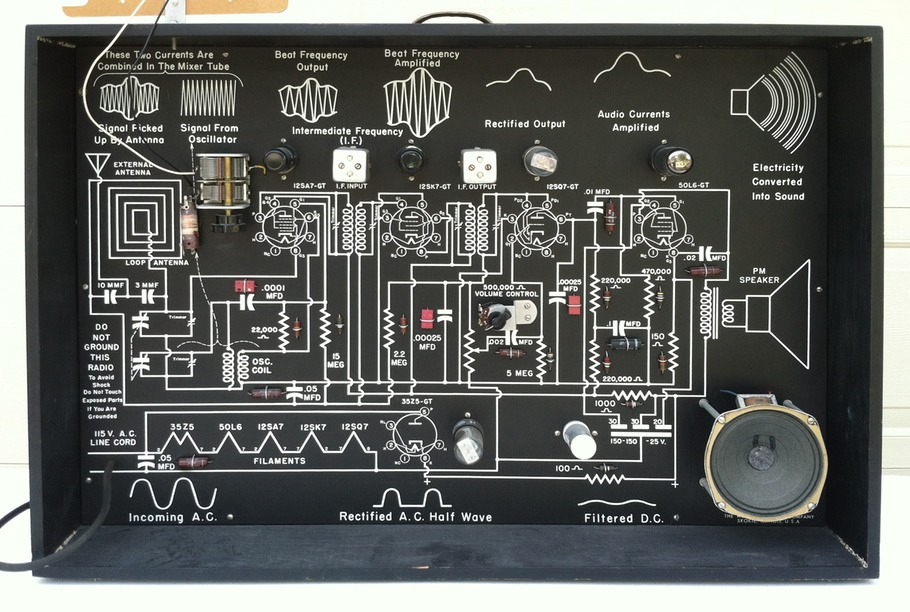 These Two Currents Are
Combined In The Mixer Tube
Signal Picked
Up By Antenna
Signal From
Oscillator
Beat Frequency
Output
Beat Frequency
Amplified
Intermediate Frequency
(I.F.)
Rectified Output
Audio Currents
Amplified
Electricity
Converted
Into Sound
EXTERNAL
ANTENNA
LOOP ANTENNA
12SA7-GT
I.F. INPUT
12SK7-GT
I.F. OUTPUT
12SQ7-GT
.01 MFD
50L6-GT
.02 MFD
PM
SPEAKER
10 MMF
3 MMF
Trimmer
Trimmer
.0001
MFD
22,000 Ω
OSC.
COIL
.05
MFD
15
MEG
2.2
MEG
.00025
MFD
500,000 Ω
VOLUME CONTROL
.002 MFD
5 MEG
.00025
MFD
220,000
Ω
470,000
Ω
.1 MFD
150
Ω
220,000 Ω
1000
Ω
30
30
20
150-150
-25 V.
100 Ω
DO
NOT
GROUND
THIS
RADIO
To Avoid
Shock
Do Not Touch
Exposed Parts
If You Are
Grounded
115 V. A.C.
LINE CORD
.05
MFD
35Z5
50L6
12SA7
12SK7
12SQ7
FILAMENTS
35Z5-GT
Incoming A.C.
Rectified A.C. Half Wave
Filtered D.C.